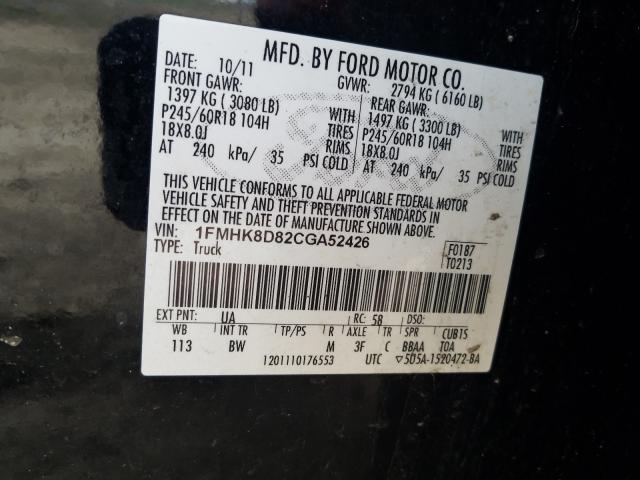 MFD. BY FORD MOTOR CO.
DATE: 10/11 GVWR: 2794 KG ( 6160 LB)
FRONT GAWR: REAR GAWR:
1397 KG ( 3080 LB) WITH 1497 KG ( 3300 LB) WITH
P245/60R18 104H TIRES P245/60R18 104H TIRES
18X8.0J RIMS 18X8.0J RIMS
AT 240 kPa/ 35 PSI COLD AT 240 kPa/ 35 PSI COLD
THIS VEHICLE CONFORMS TO ALL APPLICABLE FEDERAL MOTOR
VEHICLE SAFETY AND THEFT PREVENTION STANDARDS IN
EFFECT ON THE DATE OF MANUFACTURE SHOWN ABOVE.
VIN: 1FMHK8D82CGA52426
TYPE: Truck F0187
T0213
EXT PNT: UA RC: 58 DSO:
WB INT TR TP/PS R AXLE TR SPR CUBTS
113 BW M 3F C BBAA TOA
1201110176553 UTC ▽5U5A-1520472-BA